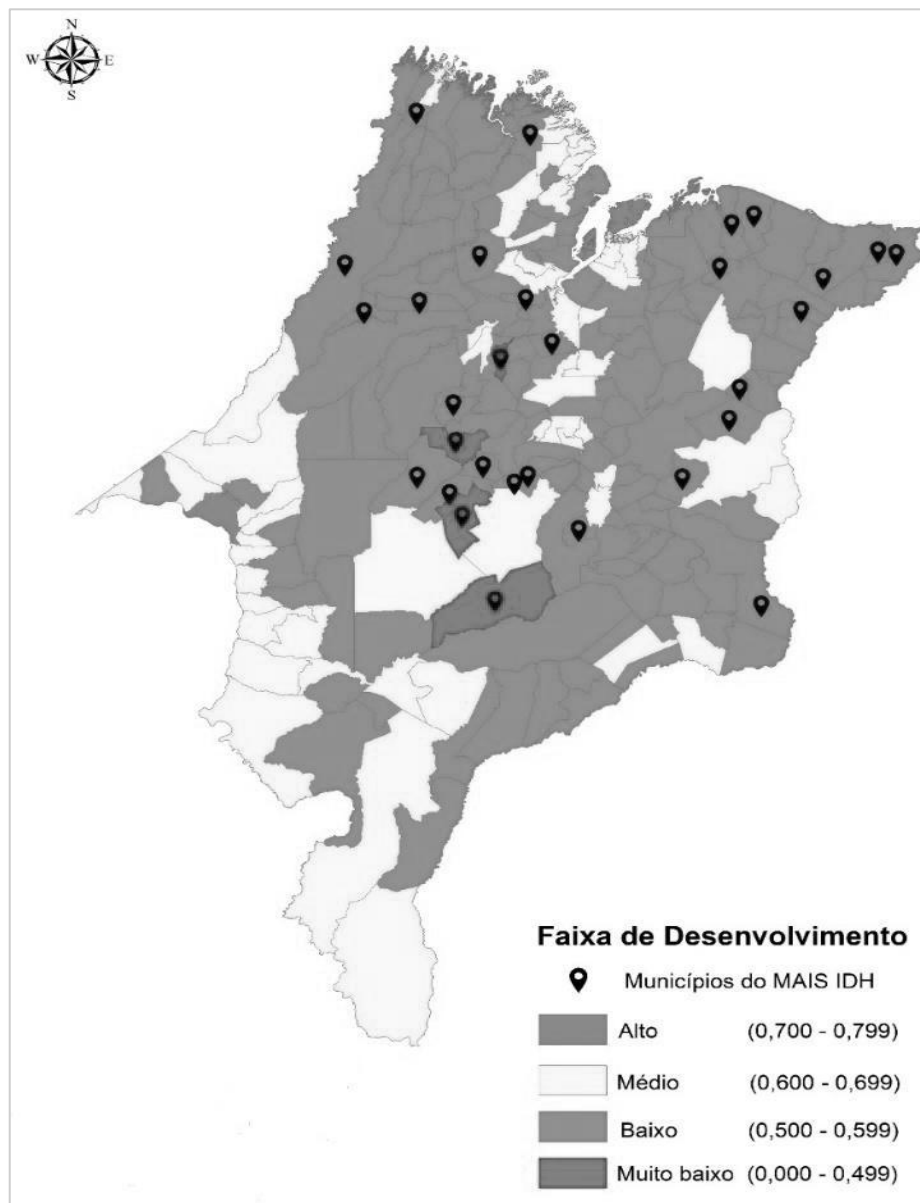 N
W E
S
Faixa de Desenvolvimento
Municípios do MAIS IDH
Alto (0,700 - 0,799)
Médio (0,600 - 0,699)
Baixo (0,500 - 0,599)
Muito baixo (0,000 - 0,499)